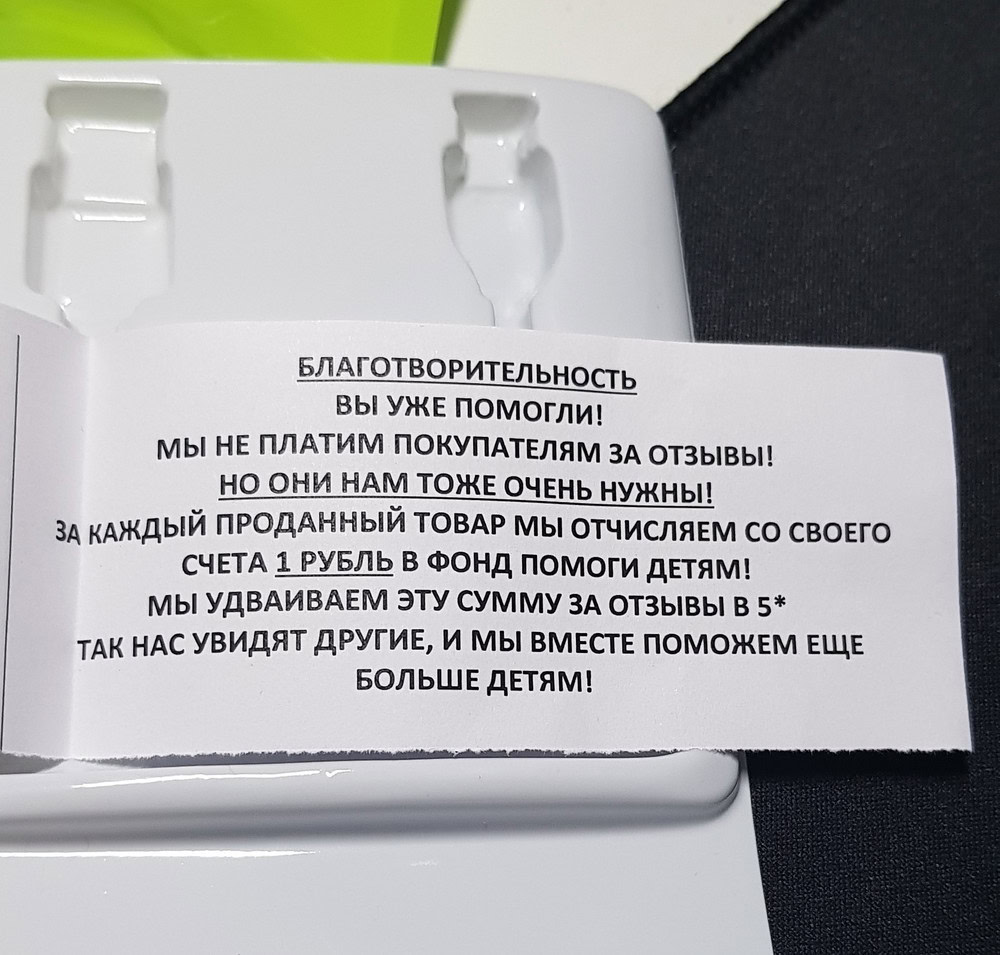 БЛАГОТВОРИТЕЛЬНОСТЬ
ВЫ УЖЕ ПОМОГЛИ!
МЫ НЕ ПЛАТИМ ПОКУПАТЕЛЯМ ЗА ОТЗЫВЫ!
НО ОНИ НАМ ТОЖЕ ОЧЕНЬ НУЖНЫ!
ЗА КАЖДЫЙ ПРОДАННЫЙ ТОВАР МЫ ОТЧИСЛЯЕМ СО СВОЕГО
СЧЕТА 1 РУБЛЬ В ФОНД ПОМОГИ ДЕТЯМ!
МЫ УДВАИВАЕМ ЭТУ СУММУ ЗА ОТЗЫВЫ В 5*
ТАК НАС УВИДЯТ ДРУГИЕ, И МЫ ВМЕСТЕ ПОМОЖЕМ ЕЩЕ
БОЛЬШЕ ДЕТЯМ!